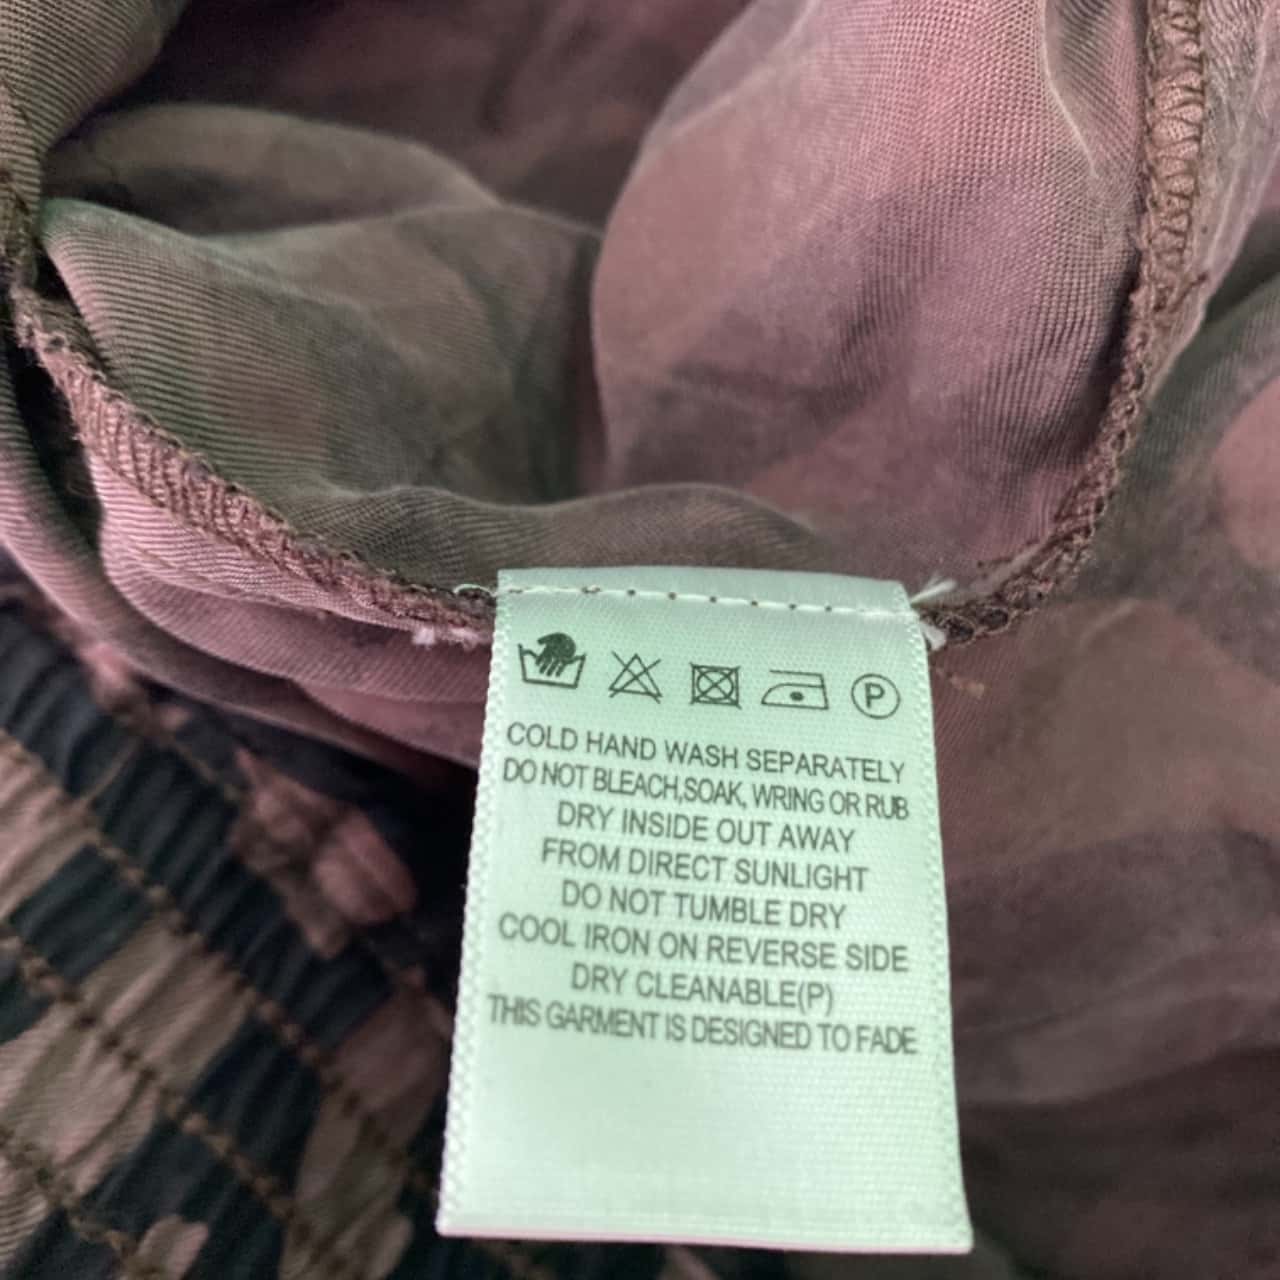 P
COLD HAND WASH SEPARATELY
DO NOT BLEACH,SOAK, WRING OR RUB
DRY INSIDE OUT AWAY
FROM DIRECT SUNLIGHT
DO NOT TUMBLE DRY
COOL IRON ON REVERSE SIDE
DRY CLEANABLE(P)
THIS GARMENT IS DESIGNED TO FADE